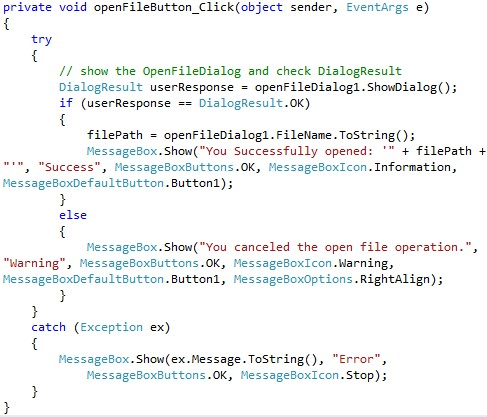 private void openFileButton_Click(object sender, EventArgs e)
{
    try
    {
        // show the OpenFileDialog and check DialogResult
        DialogResult userResponse = openFileDialog1.ShowDialog();
        if (userResponse == DialogResult.OK)
        {
            filePath = openFileDialog1.FileName.ToString();
            MessageBox.Show("You Successfully opened: '" + filePath +
"'", "Success", MessageBoxButtons.OK, MessageBoxIcon.Information,
MessageBoxDefaultButton.Button1);
        }
        else
        {
            MessageBox.Show("You canceled the open file operation.",
"Warning", MessageBoxButtons.OK, MessageBoxIcon.Warning,
MessageBoxDefaultButton.Button1, MessageBoxOptions.RightAlign);
        }
    }
    catch (Exception ex)
    {
        MessageBox.Show(ex.Message.ToString(), "Error",
            MessageBoxButtons.OK, MessageBoxIcon.Stop);
    }
}